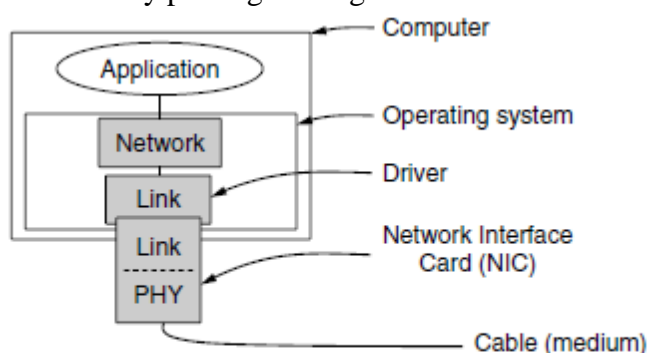 Computer
Application
Operating system
Network
Driver
Link
Network Interface
Card (NIC)
Link
PHY
Cable (medium)